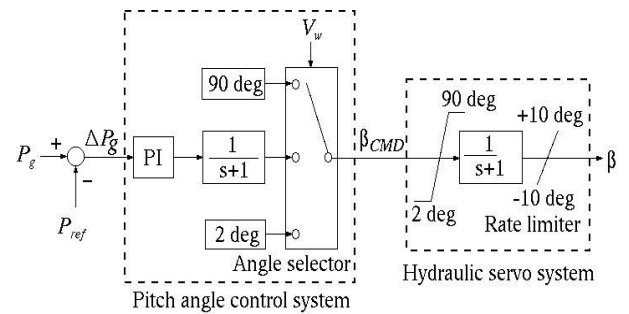 V_w
90 deg
P_g
+
ΔPg
−
P_ref
PI
1
s+1
2 deg
Angle selector
Pitch angle control system
β_CMD
90 deg
2 deg
1
s+1
+10 deg
-10 deg
Rate limiter
β
Hydraulic servo system